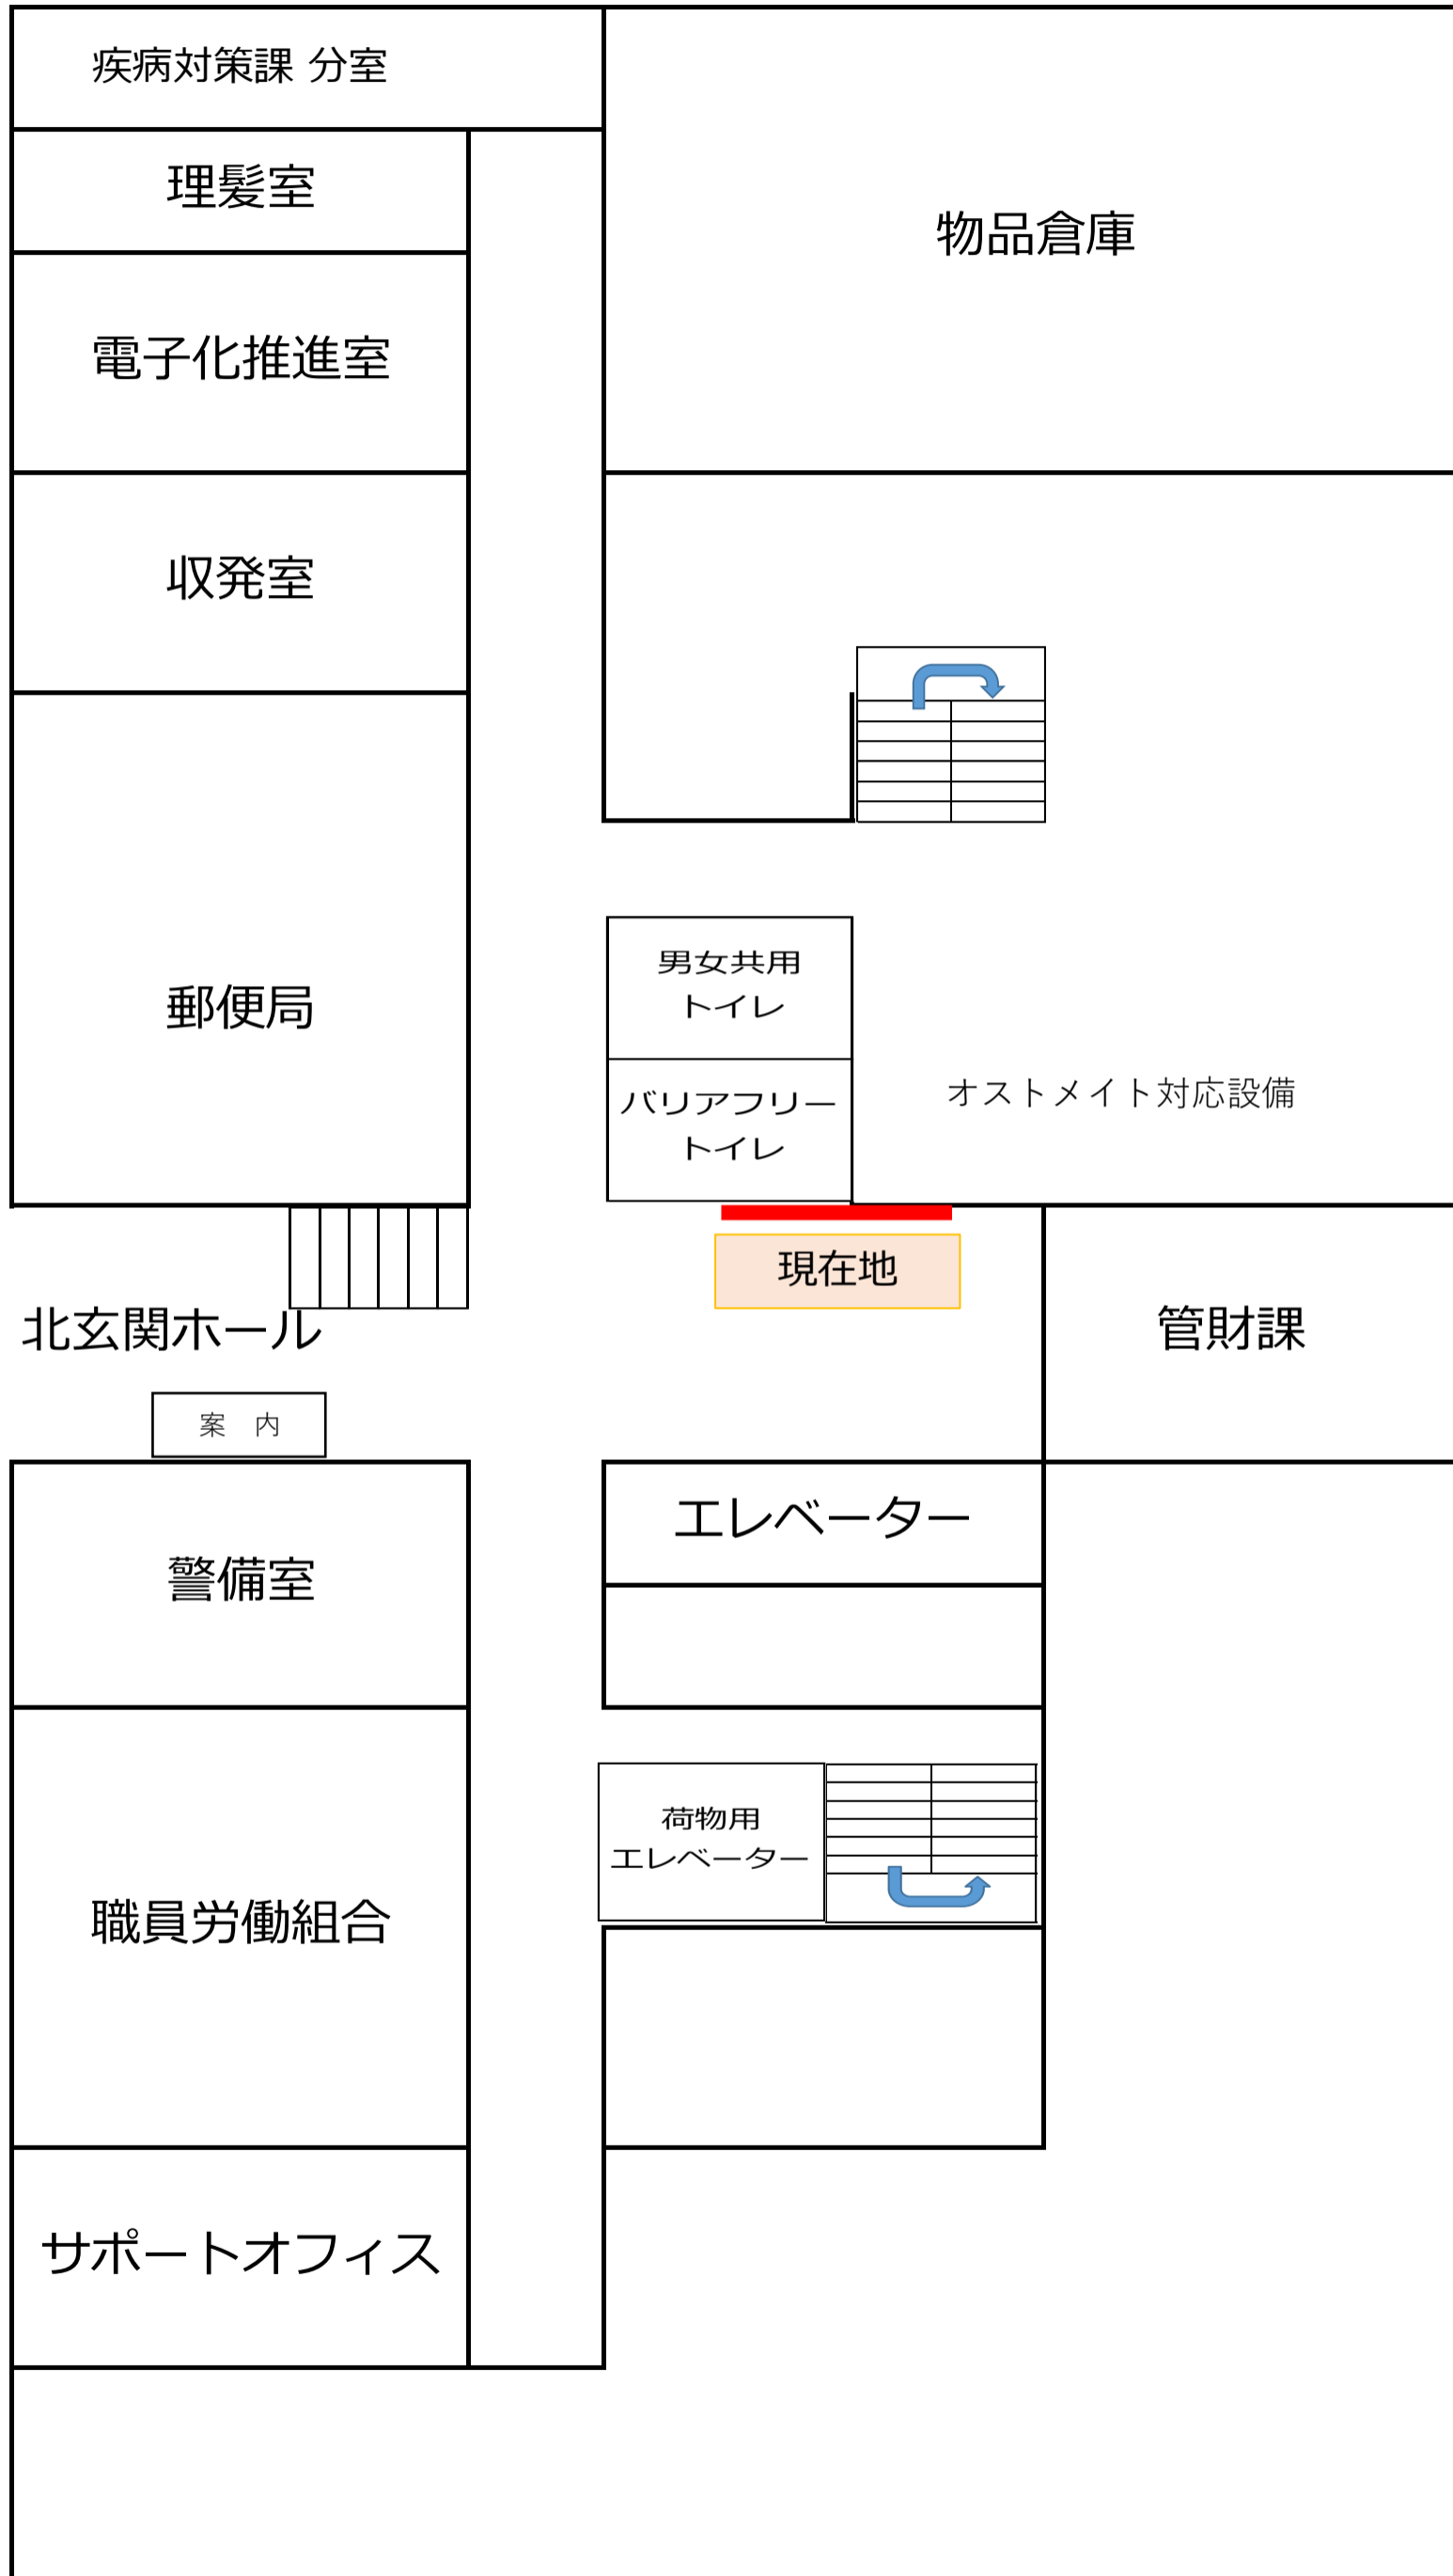 疾病対策課 分室
理髪室
物品倉庫
電子化推進室
収発室
郵便局
男女共用
トイレ
バリアフリー
トイレ
オストメイト対応設備
現在地
北玄関ホール
管財課
案　内
エレベーター
警備室
荷物用
エレベーター
職員労働組合
サポートオフィス